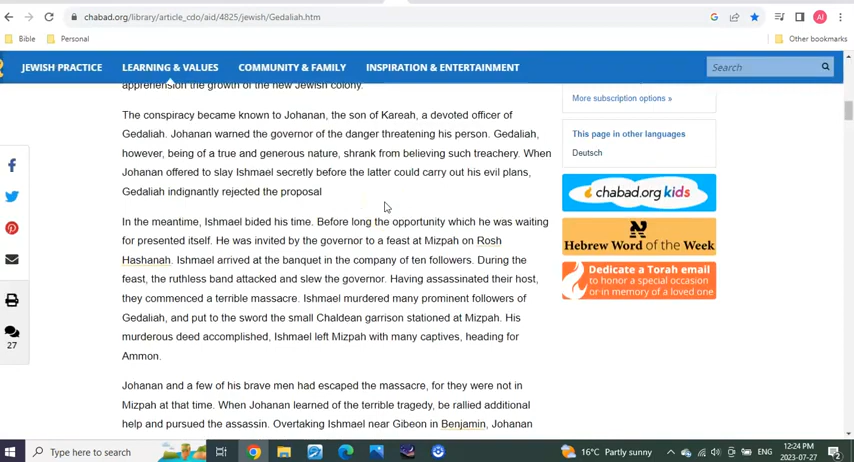 chabad.org/library/article_cdo/aid/4825/jewish/Gedaliah.htm
AI
Bible
Personal
Other bookmarks
JEWISH PRACTICE
LEARNING & VALUES
COMMUNITY & FAMILY
INSPIRATION & ENTERTAINMENT
Search
apprehension the growth of the new Jewish colony.
The conspiracy became known to Johanan, the son of Kareah, a devoted officer of
Gedaliah. Johanan warned the governor of the danger threatening his person. Gedaliah,
however, being of a true and generous nature, shrank from believing such treachery. When
Johanan offered to slay Ishmael secretly before the latter could carry out his evil plans,
Gedaliah indignantly rejected the proposal
In the meantime, Ishmael bided his time. Before long the opportunity which he was waiting
for presented itself. He was invited by the governor to a feast at Mizpah on Rosh
Hashanah. Ishmael arrived at the banquet in the company of ten followers. During the
feast, the ruthless band attacked and slew the governor. Having assassinated their host,
they commenced a terrible massacre. Ishmael murdered many prominent followers of
Gedaliah, and put to the sword the small Chaldean garrison stationed at Mizpah. His
murderous deed accomplished, Ishmael left Mizpah with many captives, heading for
Ammon.
Johanan and a few of his brave men had escaped the massacre, for they were not in
Mizpah at that time. When Johanan learned of the terrible tragedy, be rallied additional
help and pursued the assassin. Overtaking Ishmael near Gibeon in Benjamin, Johanan
27
More subscription options »
This page in other languages
Deutsch
chabad.org kids
Hebrew Word of the Week
Dedicate a Torah email
to honor a special occasion
or in memory of a loved one
Type here to search
16°C Partly sunny
ENG
12:24 PM
2023-07-27
2